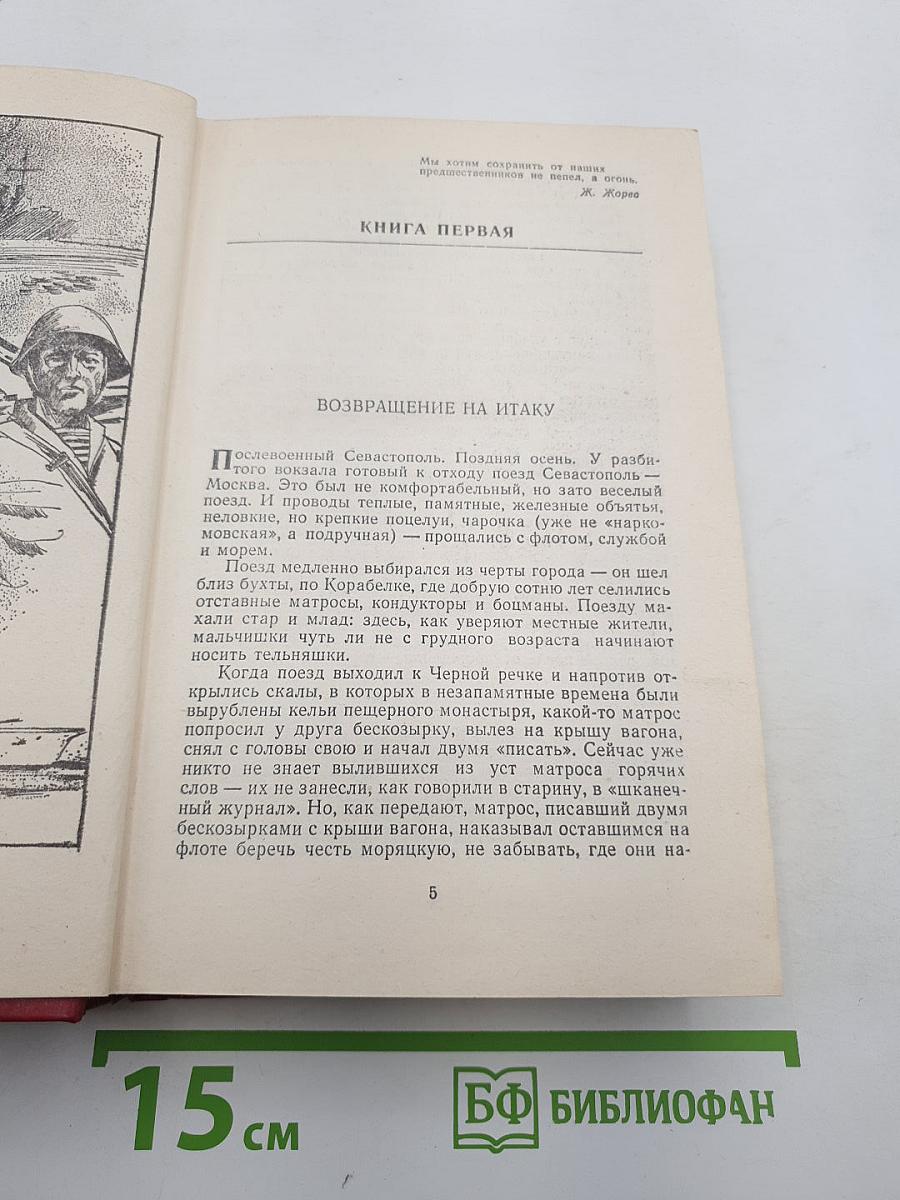 Мы хотим сохранить от наших
предшественников не пепел, а огонь.
Ж. Жорес
КНИГА ПЕРВАЯ
ВОЗВРАЩЕНИЕ НА ИТАКУ
Послевоенный Севастополь. Поздняя осень. У разби-
того вокзала готовый к отходу поезд Севастополь —
Москва. Это был не комфортабельный, но зато веселый
поезд. И проводы теплые, памятные, железные объятья,
неловкие, но крепкие поцелуи, чарочка (уже не «нарко-
мовская», а подручная) — прощались с флотом, службой
и морем.
Поезд медленно выбирался из черты города — он шел
близ бухты, по Корабелке, где добрую сотню лет селились
отставные матросы, кондукторы и боцманы. Поезду ма-
хали стар и млад: здесь, как уверяют местные жители,
мальчишки чуть ли не с грудного возраста начинают
носить тельняшки.
Когда поезд выходил к Черной речке и напротив от-
крылись скалы, в которых в незапамятные времена были
вырублены кельи пещерного монастыря, какой-то матрос
попросил у друга бескозырку, вылез на крышу вагона,
снял с головы свою и начал двумя «писать». Сейчас уже
никто не знает вылившихся из уст матроса горячих
слов — их не занесли, как говорили в старину, в «шканеч-
ный журнал». Но, как передают, матрос, писавший двумя
бескозырками с крыши вагона, наказывал оставшимся на
флоте беречь честь моряцкую, не забывать, где они на-
5
15 см
БФ БИБЛИОФАН